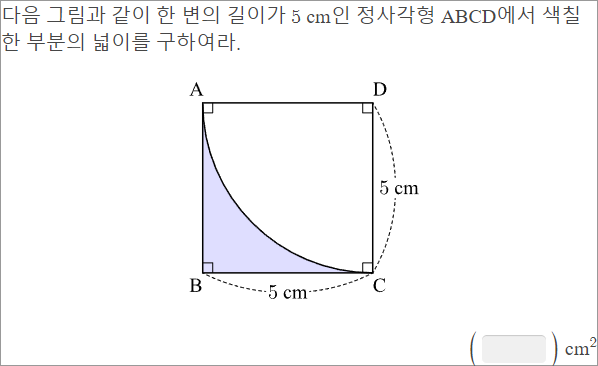 다음 그림과 같이 한 변의 길이가 5 cm인 정사각형 ABCD에서 색칠
한 부분의 넓이를 구하여라.
A
D
5 cm
B
5 cm
C
( ) cm²